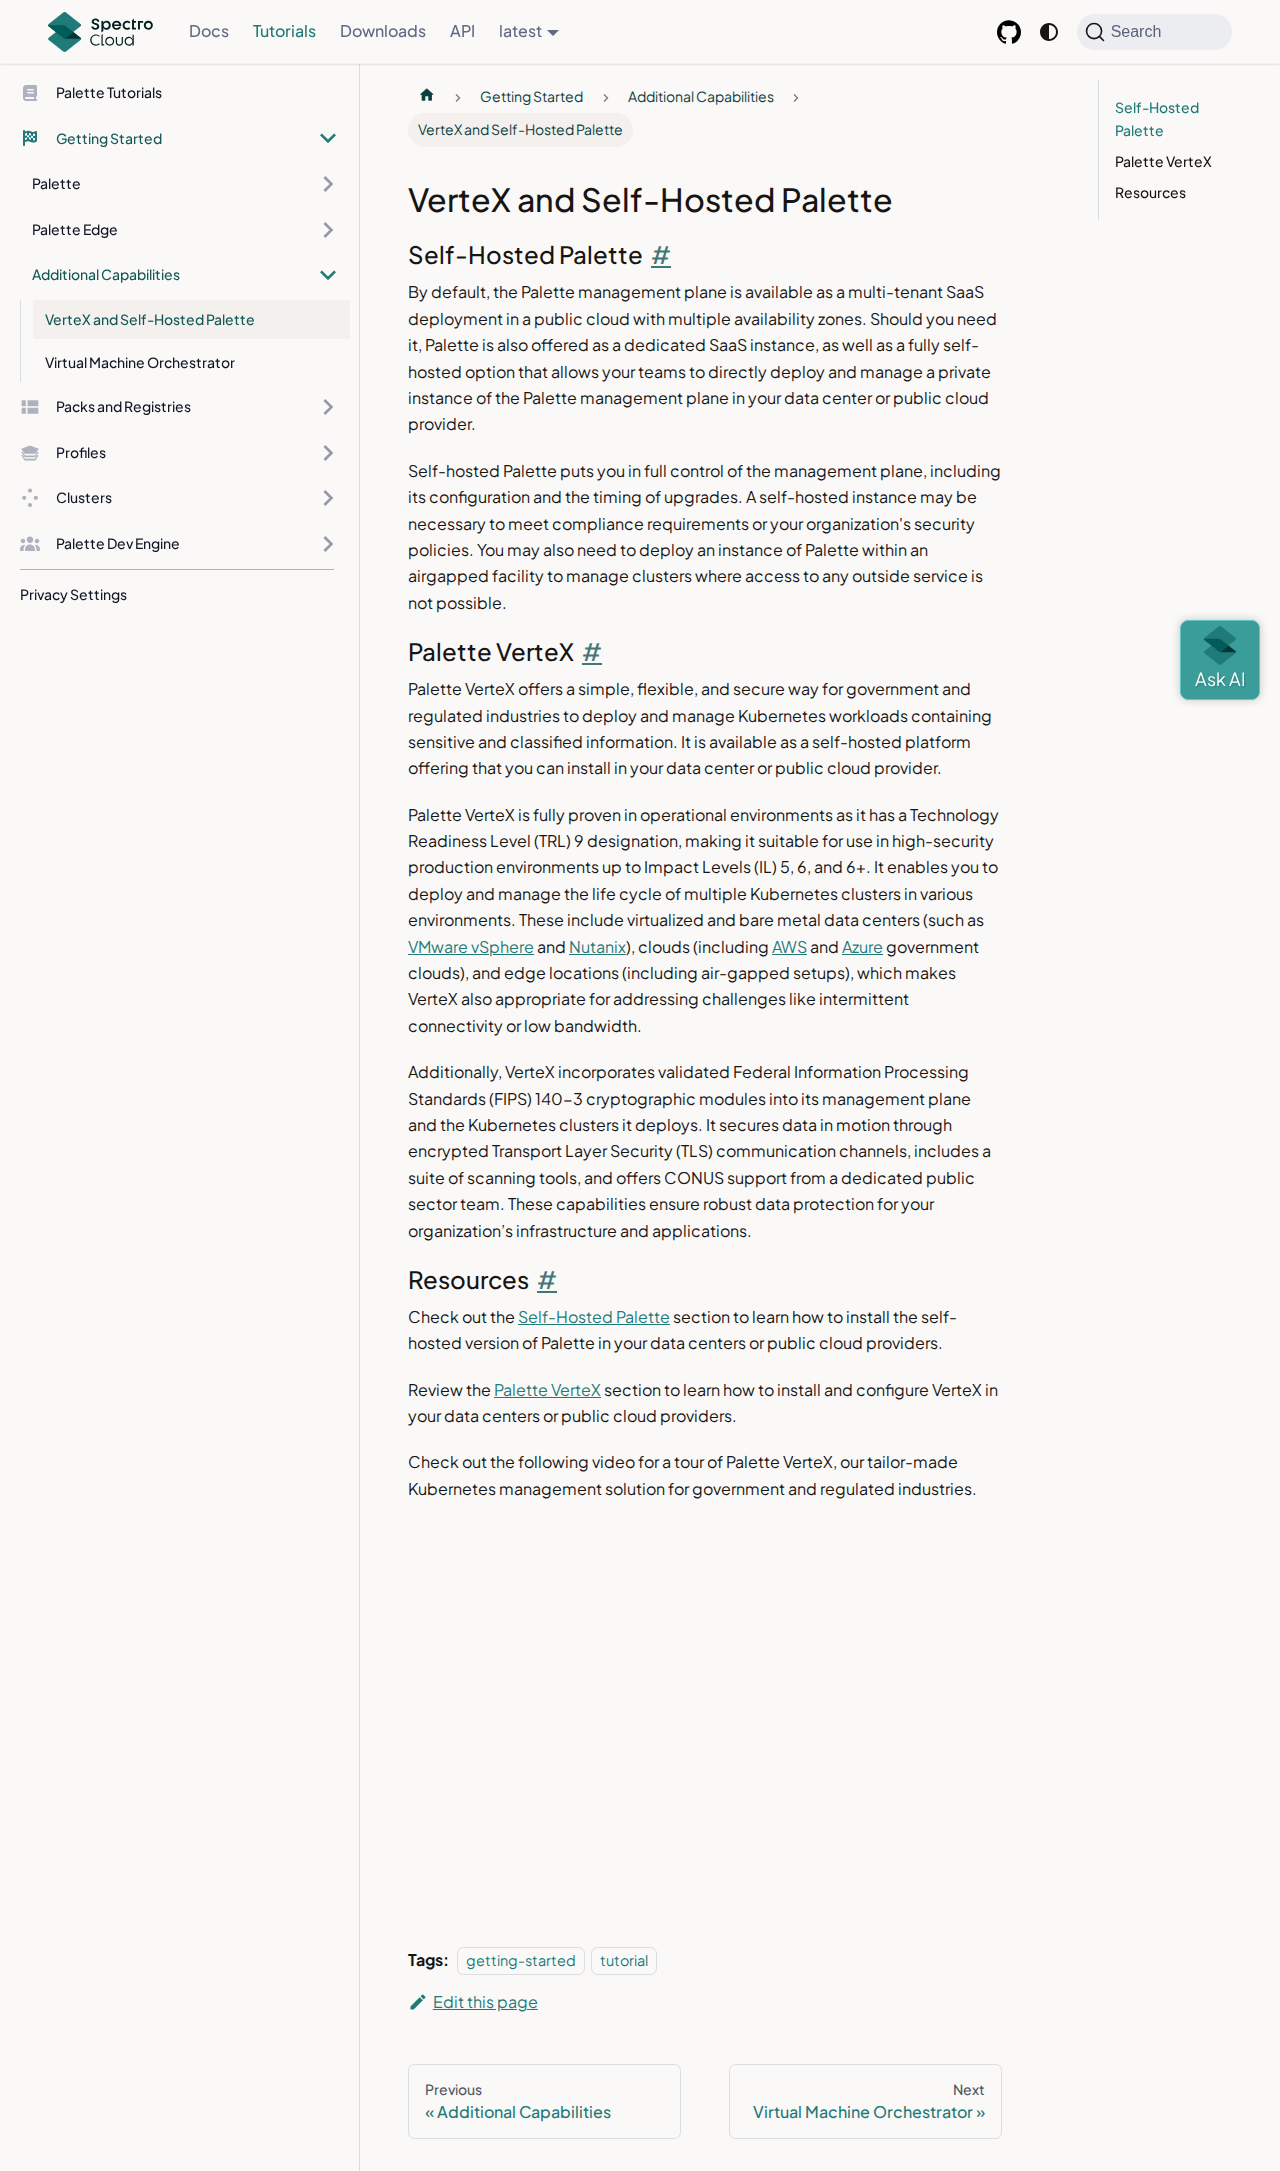 Spectro
Cloud
Docs
Tutorials
Downloads
API
latest
Search
Palette Tutorials
Getting Started
Palette
Palette Edge
Additional Capabilities
VerteX and Self-Hosted Palette
Virtual Machine Orchestrator
Packs and Registries
Profiles
Clusters
Palette Dev Engine
Privacy Settings
Getting Started
Additional Capabilities
VerteX and Self-Hosted Palette
VerteX and Self-Hosted Palette
Self-Hosted Palette #
By default, the Palette management plane is available as a multi-tenant SaaS
deployment in a public cloud with multiple availability zones. Should you need
it, Palette is also offered as a dedicated SaaS instance, as well as a fully self-
hosted option that allows your teams to directly deploy and manage a private
instance of the Palette management plane in your data center or public cloud
provider.
Self-hosted Palette puts you in full control of the management plane, including
its configuration and the timing of upgrades. A self-hosted instance may be
necessary to meet compliance requirements or your organization's security
policies. You may also need to deploy an instance of Palette within an
airgapped facility to manage clusters where access to any outside service is
not possible.
Palette VerteX #
Palette VerteX offers a simple, flexible, and secure way for government and
regulated industries to deploy and manage Kubernetes workloads containing
sensitive and classified information. It is available as a self-hosted platform
offering that you can install in your data center or public cloud provider.
Palette VerteX is fully proven in operational environments as it has a Technology
Readiness Level (TRL) 9 designation, making it suitable for use in high-security
production environments up to Impact Levels (IL) 5, 6, and 6+. It enables you to
deploy and manage the life cycle of multiple Kubernetes clusters in various
environments. These include virtualized and bare metal data centers (such as
VMware vSphere and Nutanix), clouds (including AWS and Azure government
clouds), and edge locations (including air-gapped setups), which makes
VerteX also appropriate for addressing challenges like intermittent
connectivity or low bandwidth.
Additionally, VerteX incorporates validated Federal Information Processing
Standards (FIPS) 140-3 cryptographic modules into its management plane
and the Kubernetes clusters it deploys. It secures data in motion through
encrypted Transport Layer Security (TLS) communication channels, includes a
suite of scanning tools, and offers CONUS support from a dedicated public
sector team. These capabilities ensure robust data protection for your
organization's infrastructure and applications.
Resources #
Check out the Self-Hosted Palette section to learn how to install the self-
hosted version of Palette in your data centers or public cloud providers.
Review the Palette VerteX section to learn how to install and configure VerteX in
your data centers or public cloud providers.
Check out the following video for a tour of Palette VerteX, our tailor-made
Kubernetes management solution for government and regulated industries.
Tags: getting-started tutorial
Edit this page
Previous
« Additional Capabilities
Next
Virtual Machine Orchestrator »
Self-Hosted
Palette
Palette VerteX
Resources
Ask AI